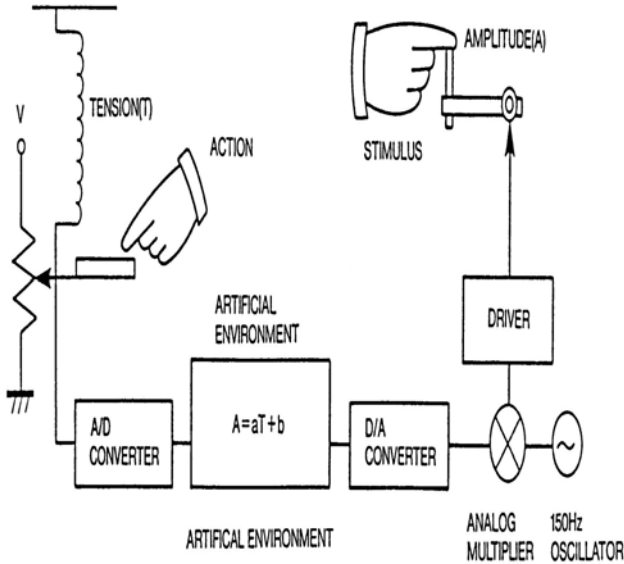 AMPLITUDE(A)
TENSION(T)
V
ACTION
STIMULUS
ARTIFICIAL
ENVIRONMENT
DRIVER
A=aT+b
A/D
CONVERTER
D/A
CONVERTER
ARTIFICAL ENVIRONMENT
ANALOG
MULTIPLIER
150Hz
OSCILLATOR